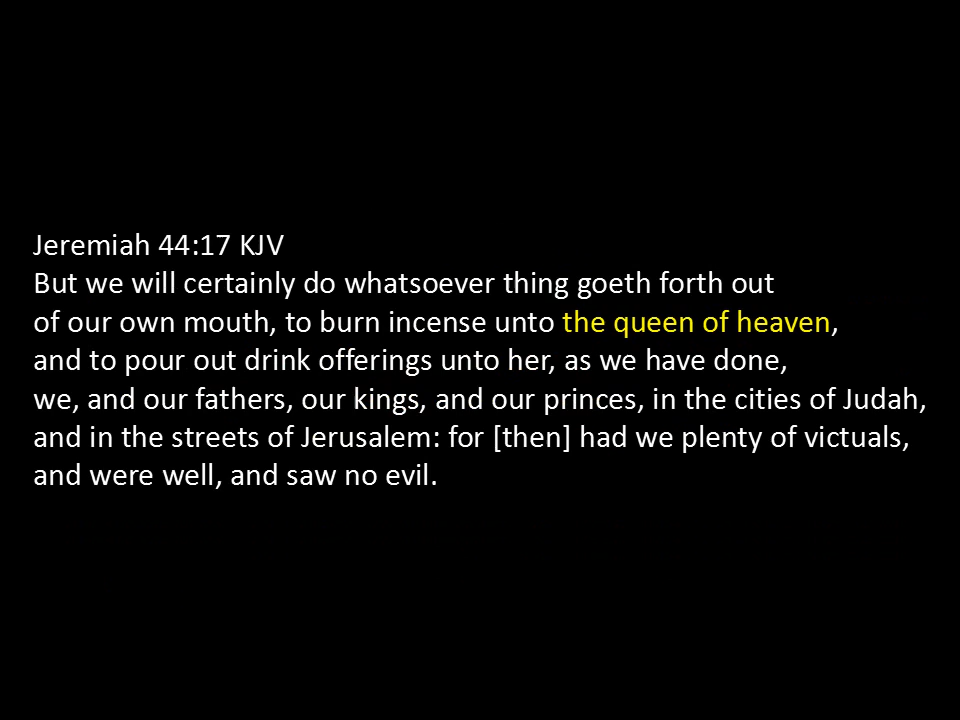 Jeremiah 44:17 KJV
But we will certainly do whatsoever thing goeth forth out
of our own mouth, to burn incense unto the queen of heaven,
and to pour out drink offerings unto her, as we have done,
we, and our fathers, our kings, and our princes, in the cities of Judah,
and in the streets of Jerusalem: for [then] had we plenty of victuals,
and were well, and saw no evil.